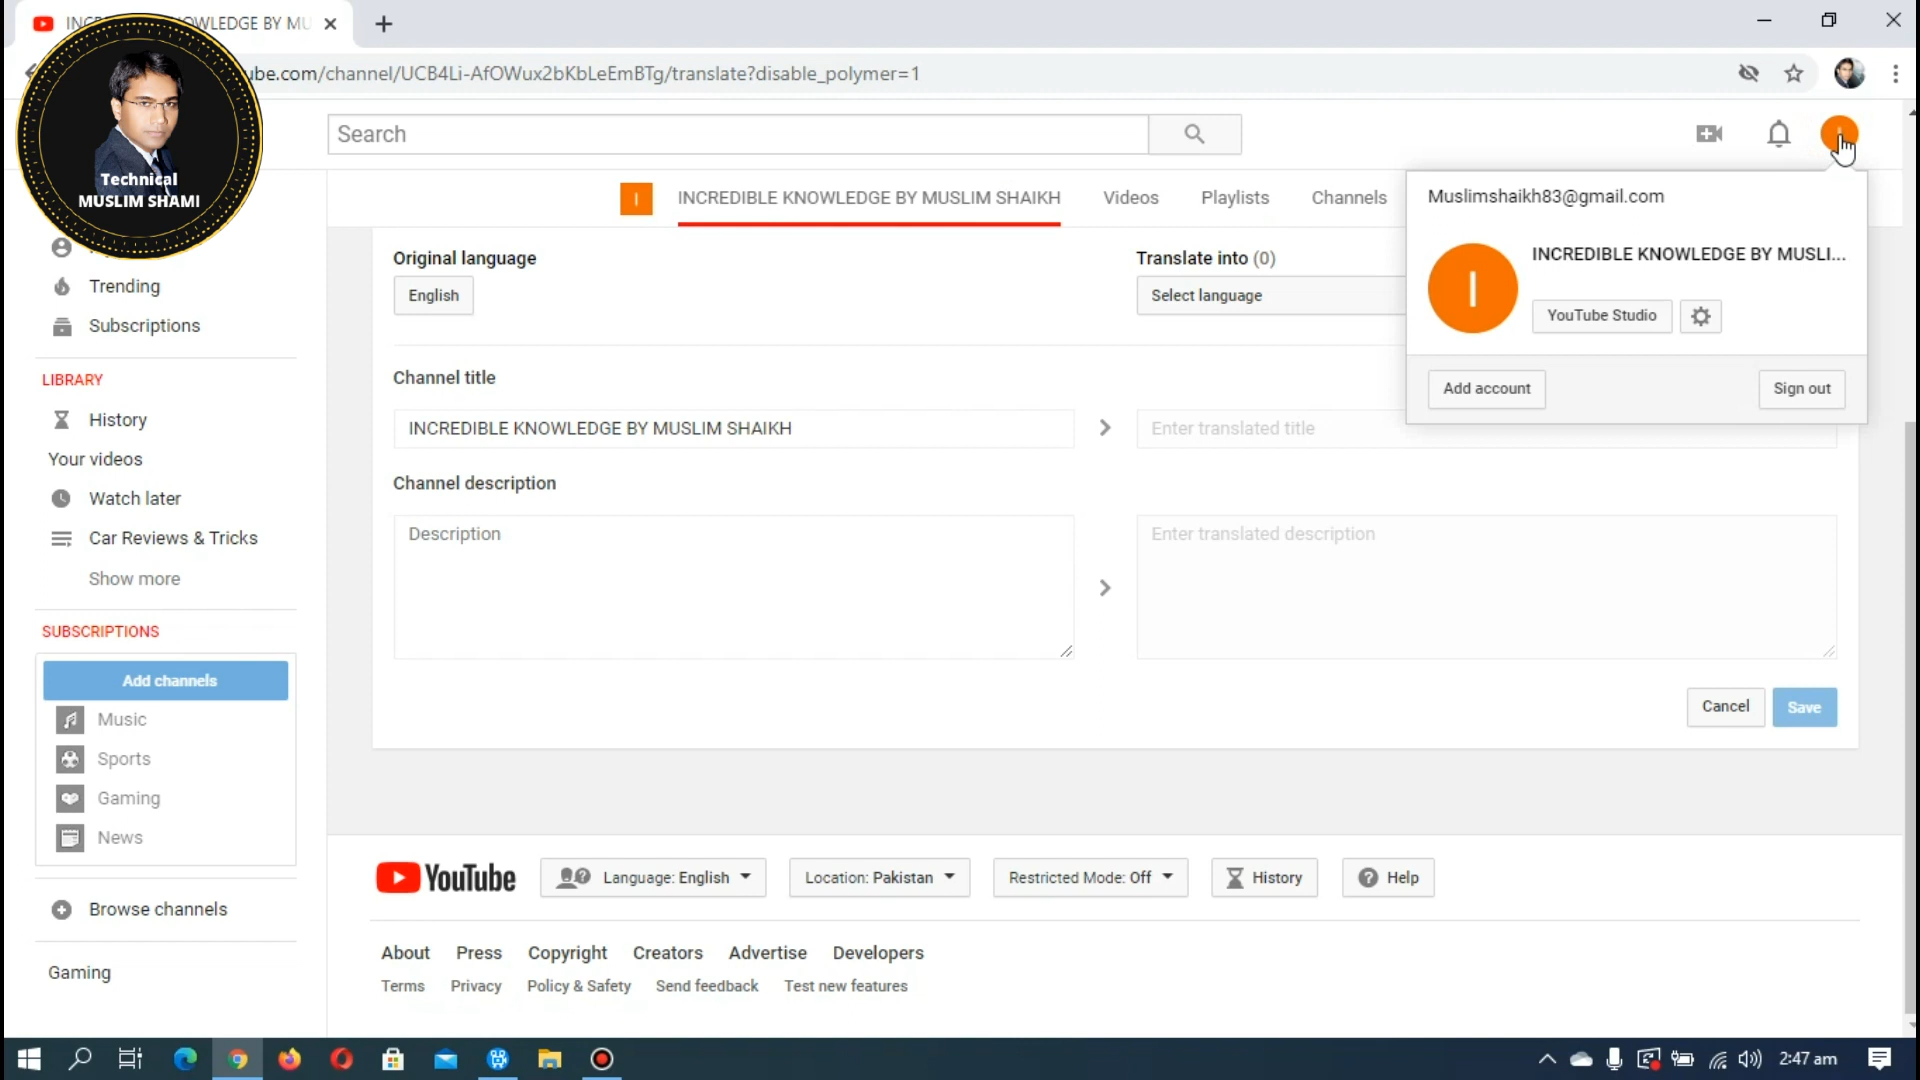 INC
OWLEDGE BY MU
be.com/channel/UCB4Li-AfOWux2bKbLeEmBTg/translate?disable_polymer=1
Technical
MUSLIM SHAMI
Search
INCREDIBLE KNOWLEDGE BY MUSLIM SHAIKH
Videos
Playlists
Channels
Muslimshaikh83@gmail.com
INCREDIBLE KNOWLEDGE BY MUSLI...
YouTube Studio
Add account
Sign out
Trending
Subscriptions
LIBRARY
History
Your videos
Watch later
Car Reviews & Tricks
Show more
SUBSCRIPTIONS
Add channels
Music
Sports
Gaming
News
Browse channels
Gaming
Original language
English
Translate into (0)
Select language
Channel title
INCREDIBLE KNOWLEDGE BY MUSLIM SHAIKH
Enter translated title
Channel description
Description
Enter translated description
Cancel
Save
YouTube
Language: English
Location: Pakistan
Restricted Mode: Off
History
Help
About Press Copyright Creators Advertise Developers
Terms Privacy Policy & Safety Send feedback Test new features
2:47 am